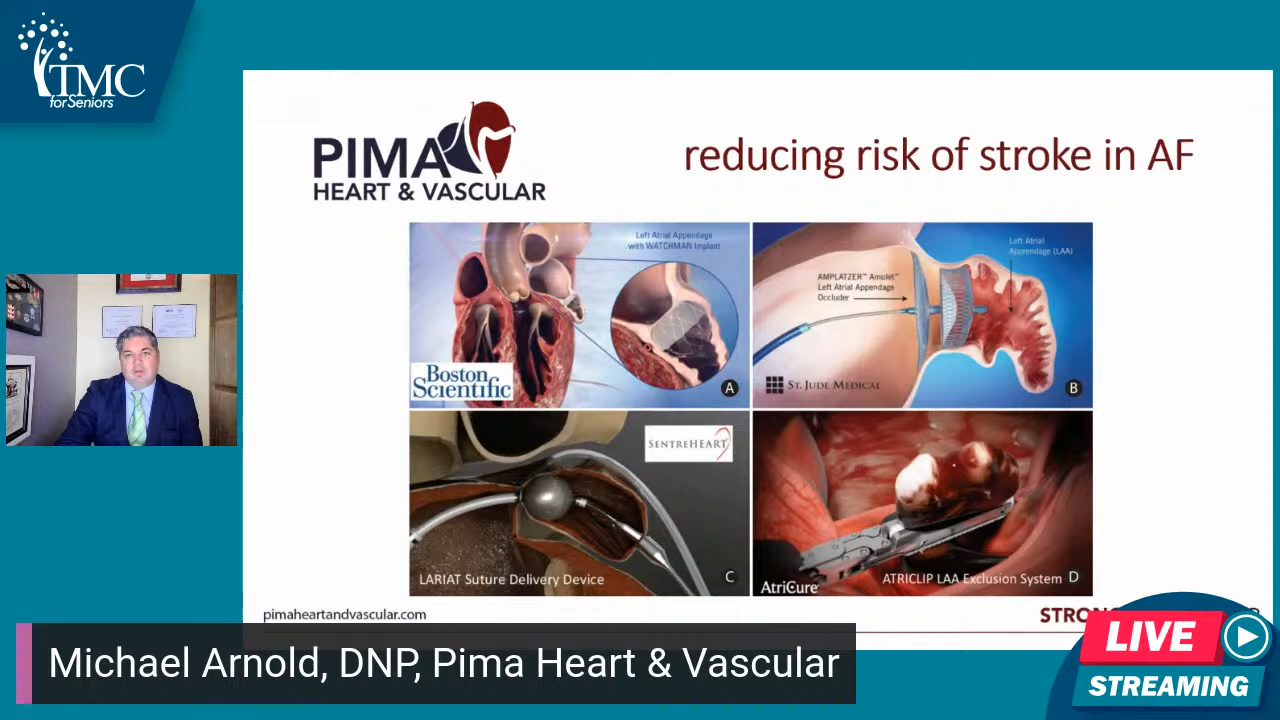 TMC
for Seniors
PIMA
HEART & VASCULAR
reducing risk of stroke in AF
Left Atrial Appendage
with WATCHMAN Implant
Boston
Scientific
A
Left Atrial
Apprendage (LAA)
AMPLATZER™ Amulet™
Left Atrial Appendage
Occluder
ST. JUDE MEDICAL
B
SENTREHEART
LARIAT Suture Delivery Device
C
AtriCure
ATRICLIP LAA Exclusion System
D
pimaheartandvascular.com
STRON
Michael Arnold, DNP, Pima Heart & Vascular
LIVE
STREAMING